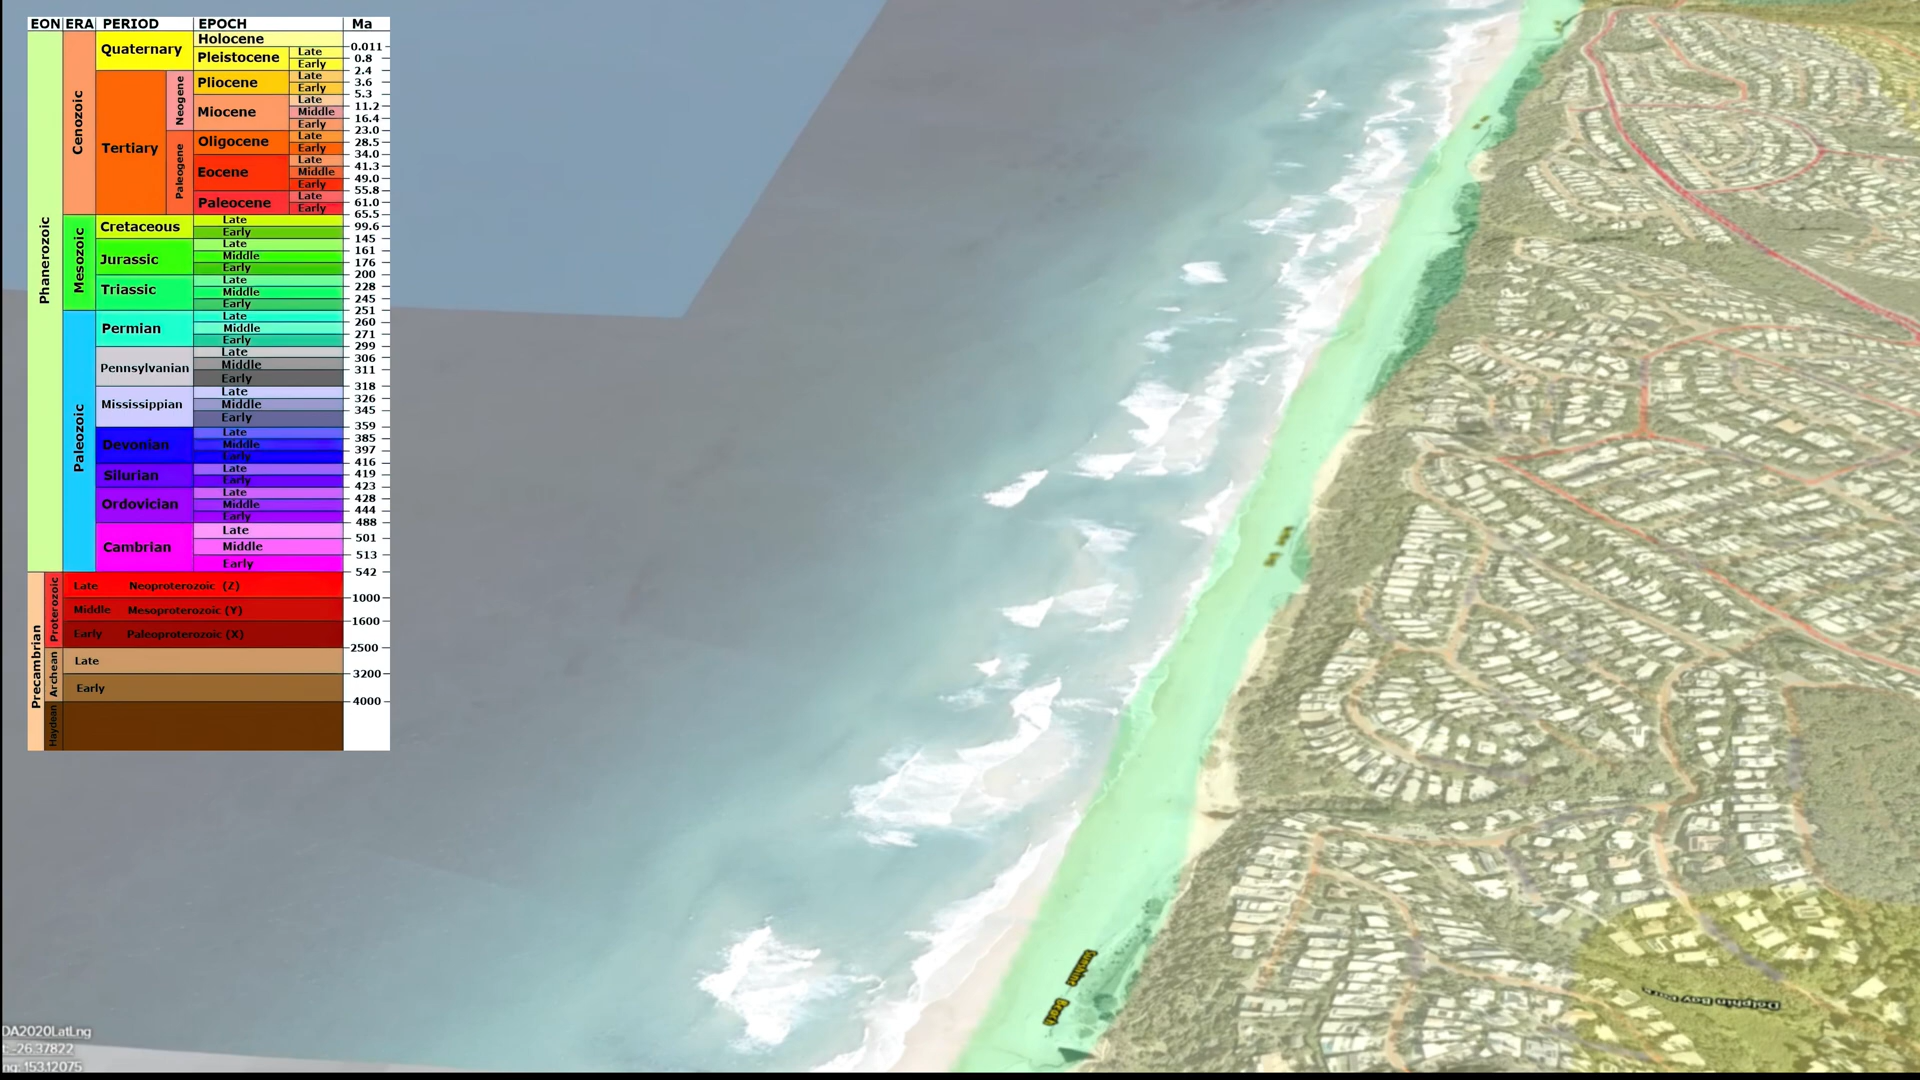 EON ERA PERIOD EPOCH Ma
Phanerozoic
Cenozoic
Quaternary
Holocene
0.011
Pleistocene
Late
0.8
Early
2.4
Tertiary
Neogene
Pliocene
Late
3.6
Early
5.3
Miocene
Late
11.2
Middle
16.4
Early
23.0
Paleogene
Oligocene
Late
28.5
Early
34.0
Eocene
Late
41.3
Middle
49.0
Early
55.8
Paleocene
Late
61.0
Early
65.5
Mesozoic
Cretaceous
Late
99.6
Early
145
Jurassic
Late
161
Middle
176
Early
200
Triassic
Late
228
Middle
245
Early
251
Paleozoic
Permian
Late
260
Middle
271
Early
299
Pennsylvanian
Late
306
Middle
311
Early
318
Mississippian
Late
326
Middle
345
Early
359
Devonian
Late
385
Middle
397
Early
416
Silurian
Late
419
Early
423
Ordovician
Late
428
Middle
444
Early
488
Cambrian
Late
501
Middle
513
Early
542
Precambrian
Proterozoic
Late Neoproterozoic (Z)
1000
Middle Mesoproterozoic (Y)
1600
Early Paleoproterozoic (X)
2500
Archean
Late
3200
Early
4000
Haydean
Sunshine Beach
Dolphin Bay Park
DA2020LatLng
t: -26.37822
ng: 153.12075